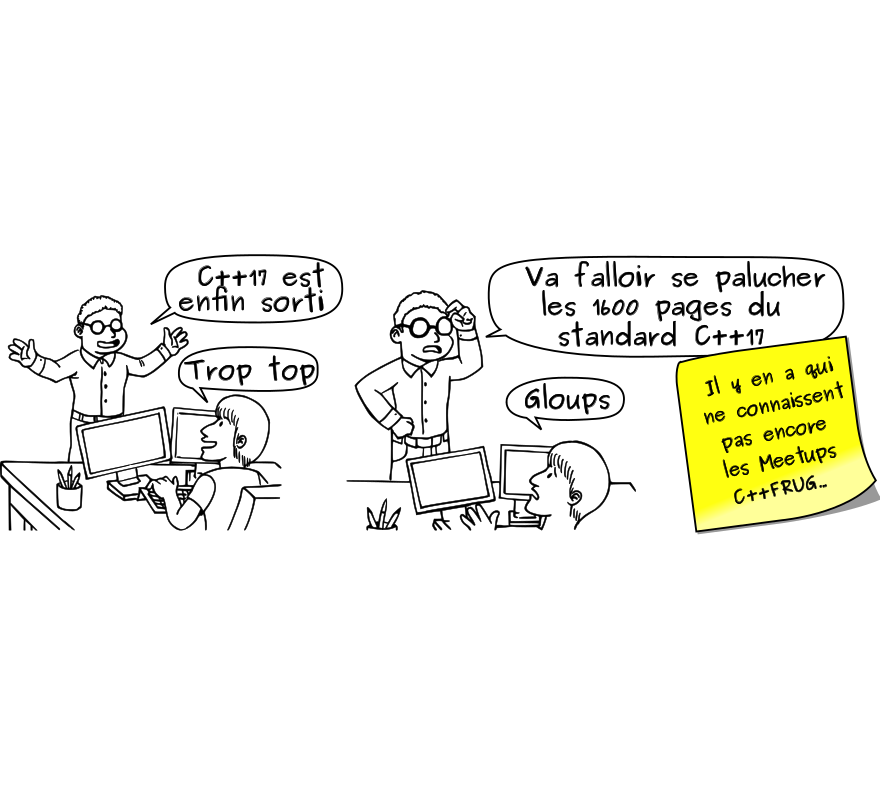 C++17 est
enfin sorti
Trop top
Va falloir se palucher
les 1600 pages du
standard C++17
Gloups
Il y en a qui
ne connaissent
pas encore
les Meetups
C++FRUG...